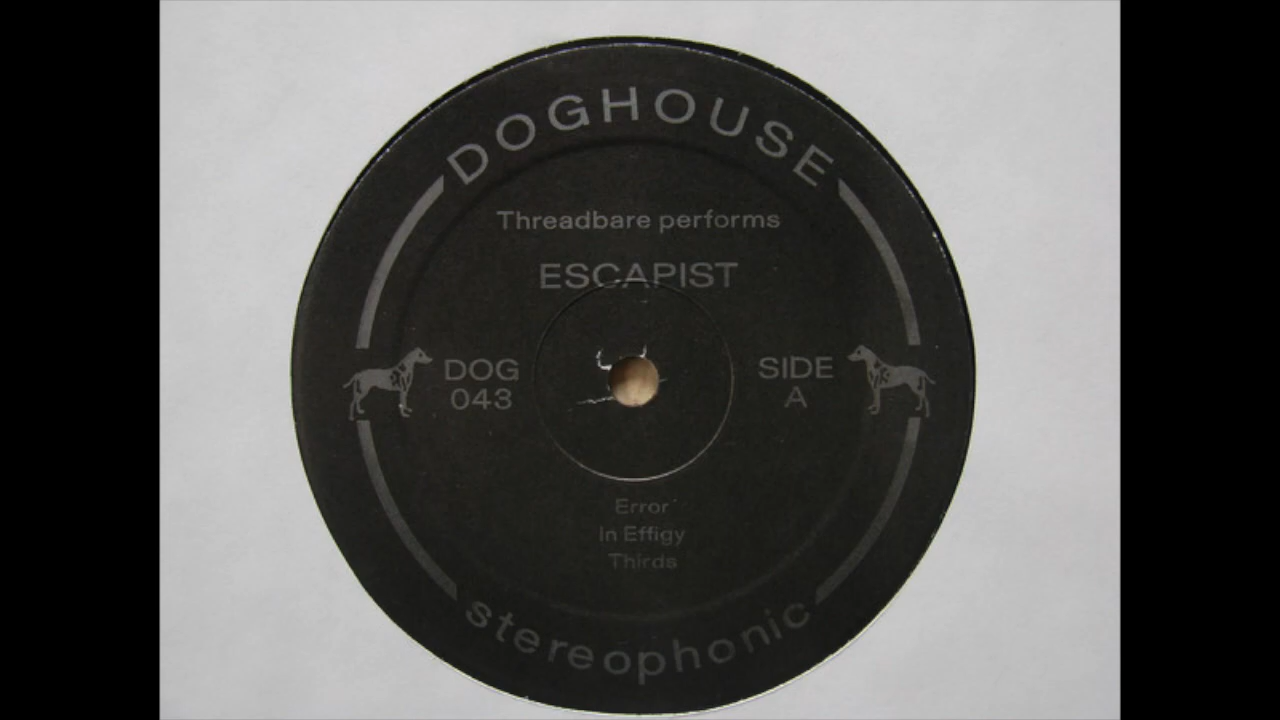 DOGHOUSE
Threadbare performs
ESCAPIST
DOG
043
SIDE
A
Error
In Effigy
Thirds
stereophonic